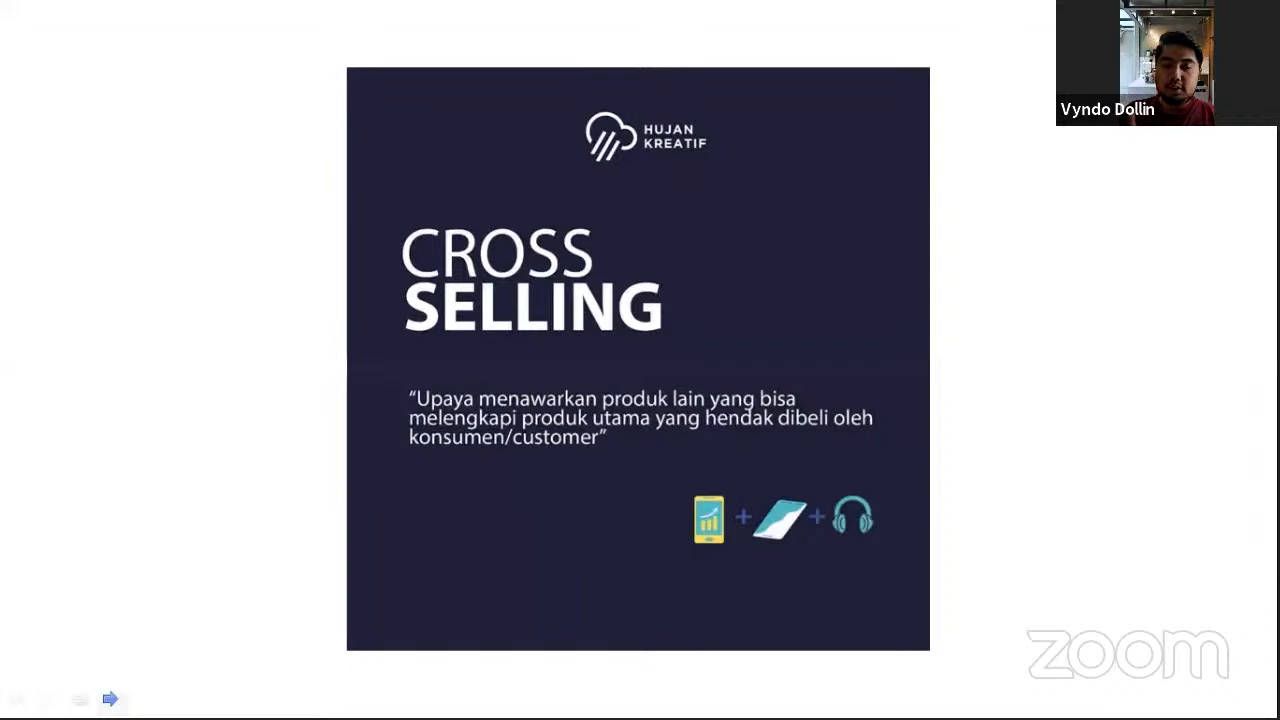 Vyndo Dollin
HUJAN
KREATIF
CROSS
SELLING
“Upaya menawarkan produk lain yang bisa
melengkapi produk utama yang hendak dibeli oleh
konsumen/customer”
zoom